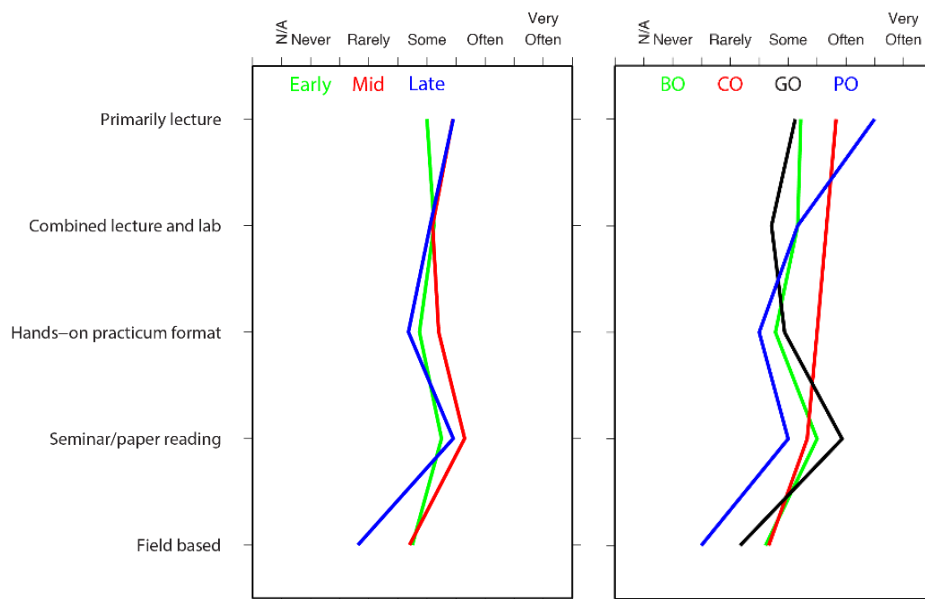 N/A Never Rarely Some Often Very Often
N/A Never Rarely Some Often Very Often
Early Mid Late
BO CO GO PO
Primarily lecture
Combined lecture and lab
Hands−on practicum format
Seminar/paper reading
Field based